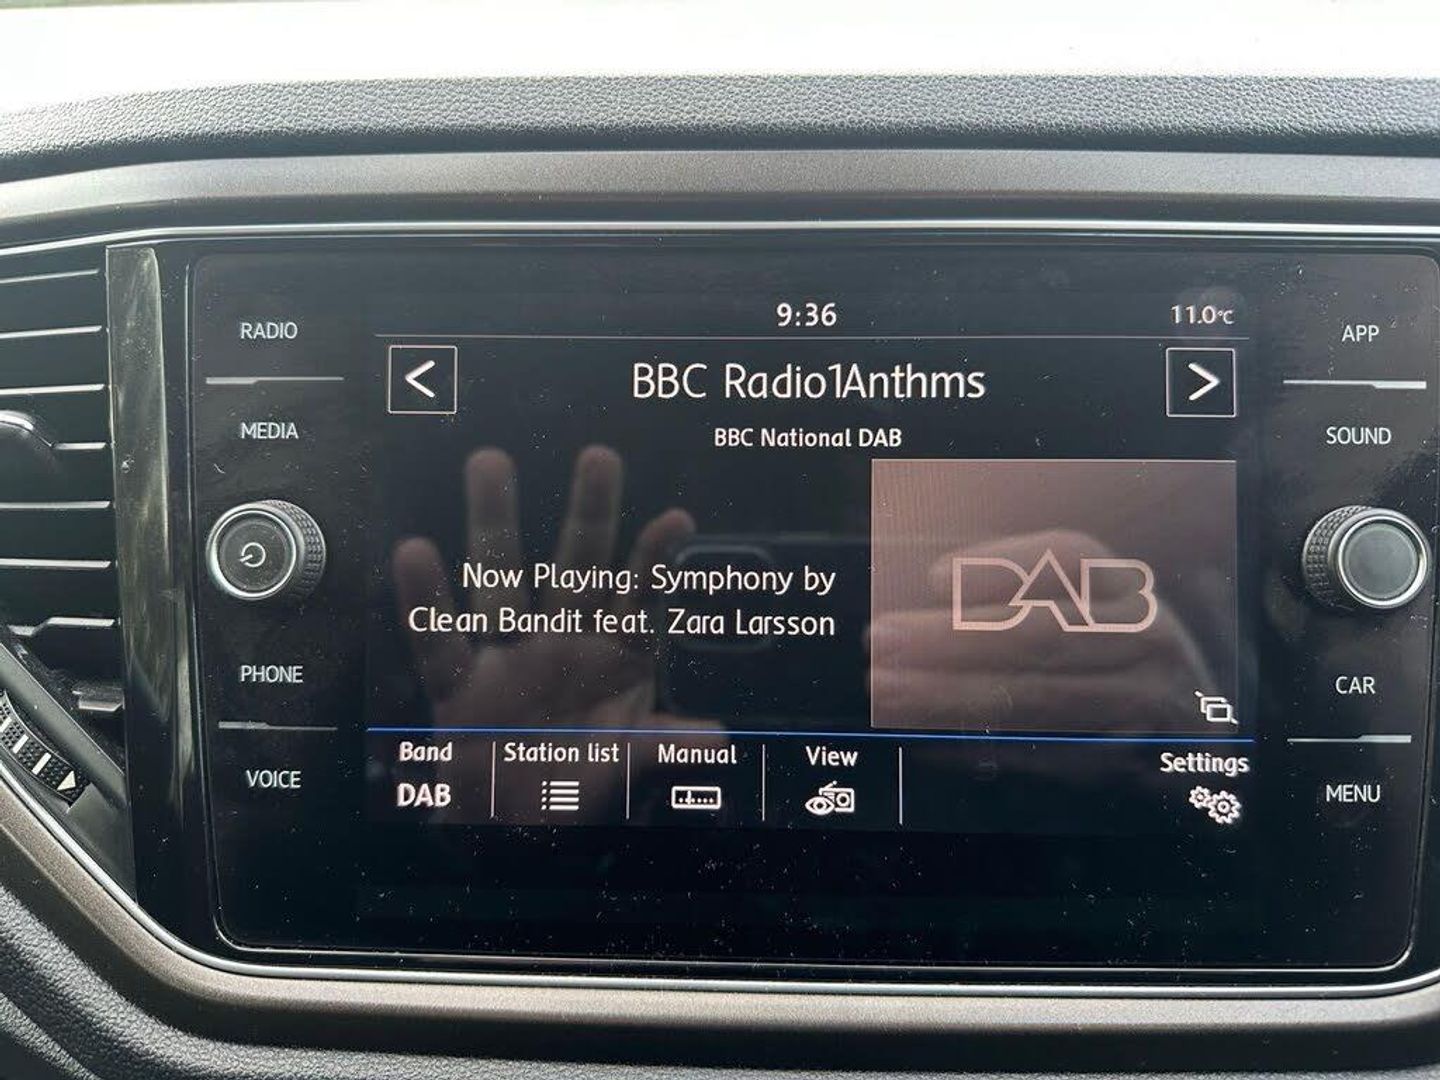 9:36
11.0°C
RADIO
MEDIA
PHONE
VOICE
<
BBC Radio1Anthms
>
BBC National DAB
Now Playing: Symphony by
Clean Bandit feat. Zara Larsson
DAB
Band
DAB
Station list
Manual
View
Settings
APP
SOUND
CAR
MENU